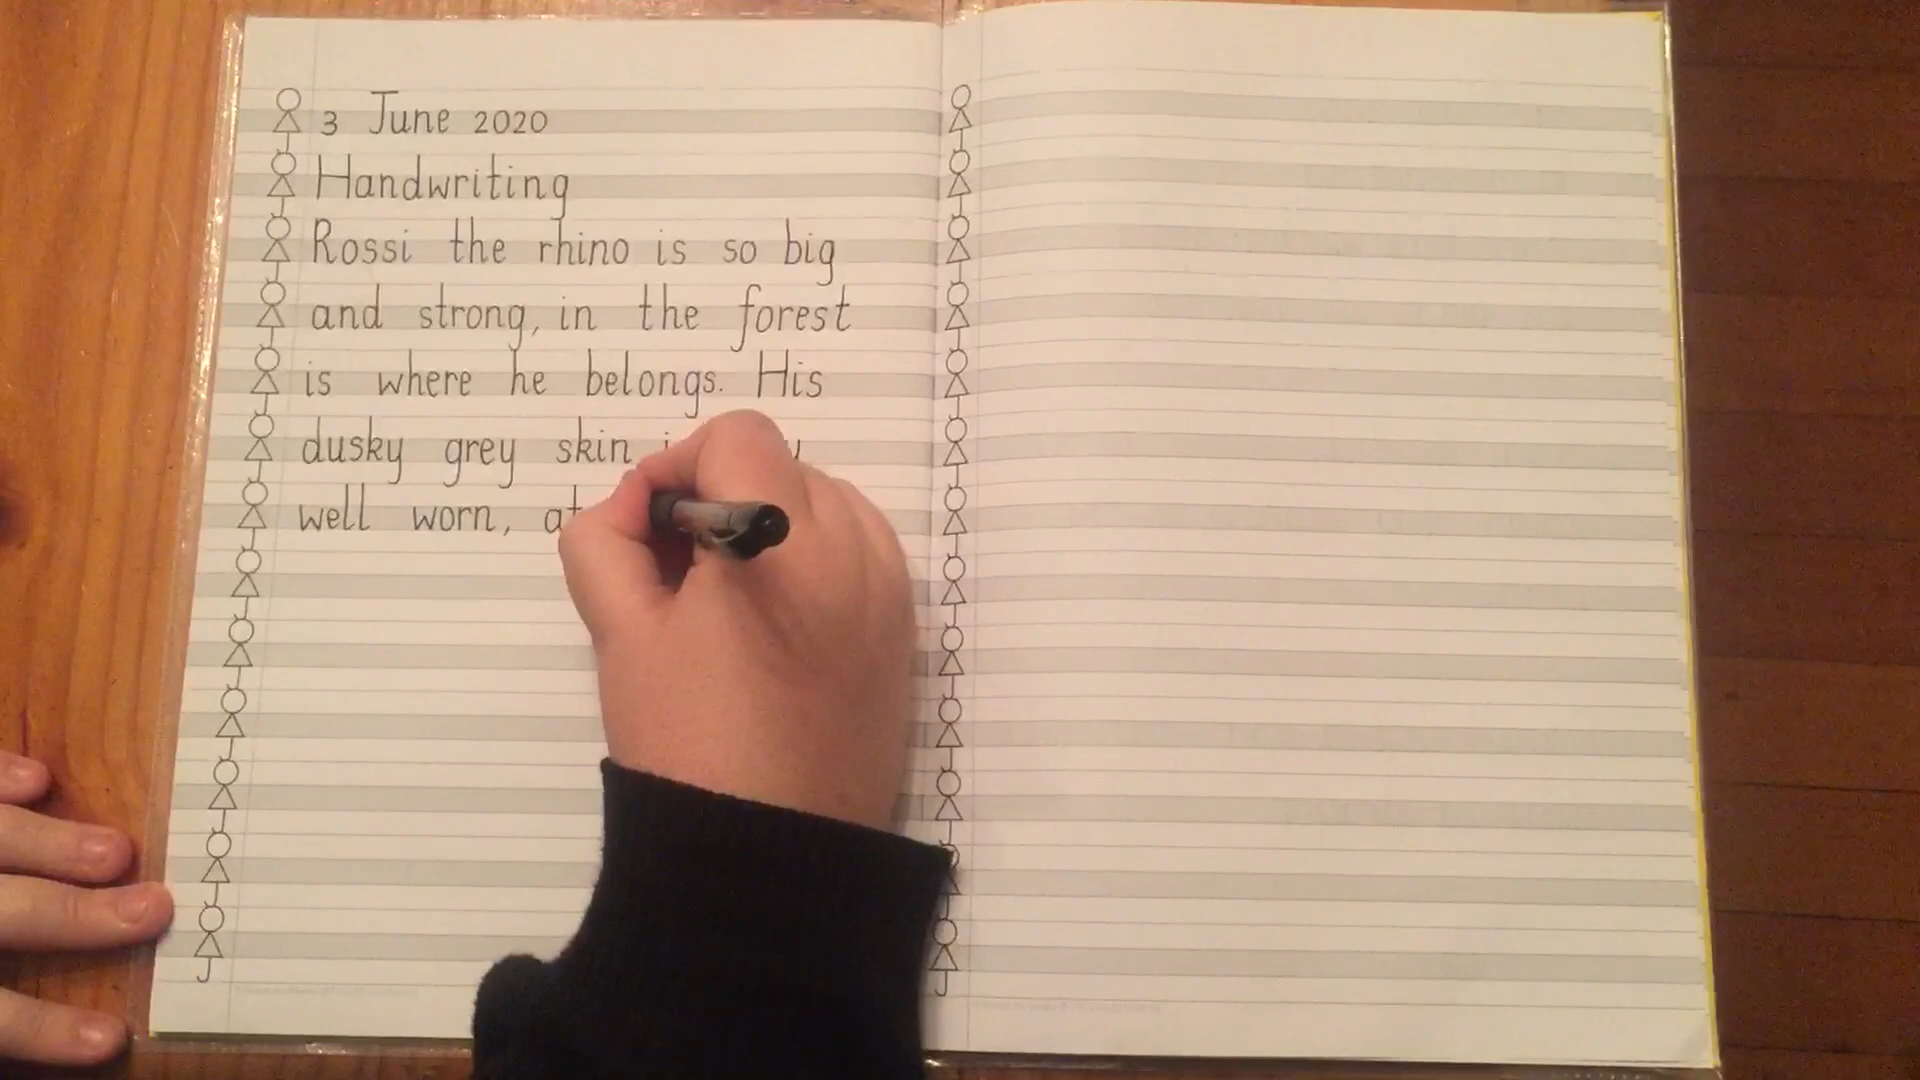 3 June 2020
Handwriting
Rossi the rhino is so big
and strong, in the forest
is where he belongs. His
dusky grey skin
well worn, at